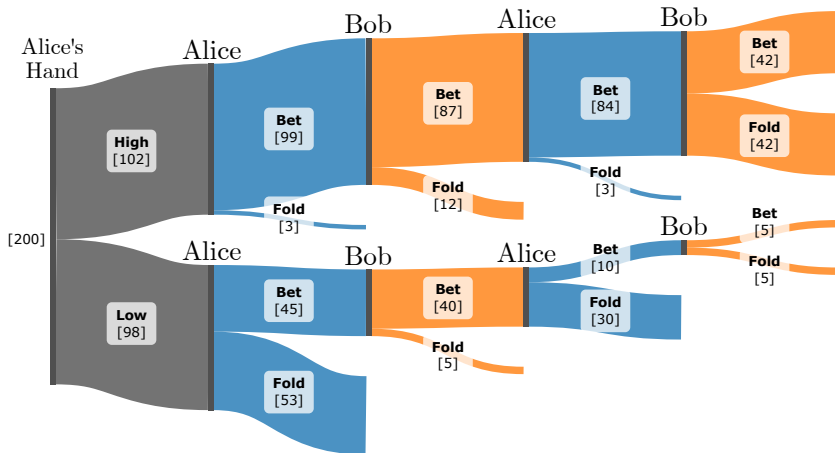 Alice's
Hand
Alice
Bob
Alice
Bob
Bet
[42]
Bet
[87]
Bet
[84]
Bet
[99]
Fold
[42]
High
[102]
Fold
[3]
Fold
[12]
Fold
[3]
[200]
Alice
Bob
Alice
Bob
Bet
[5]
Bet
[10]
Fold
[5]
Bet
[45]
Bet
[40]
Fold
[30]
Low
[98]
Fold
[5]
Fold
[53]